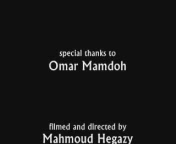 special thanks to
Omar Mamdoh
filmed and directed by
Mahmoud Hegazy